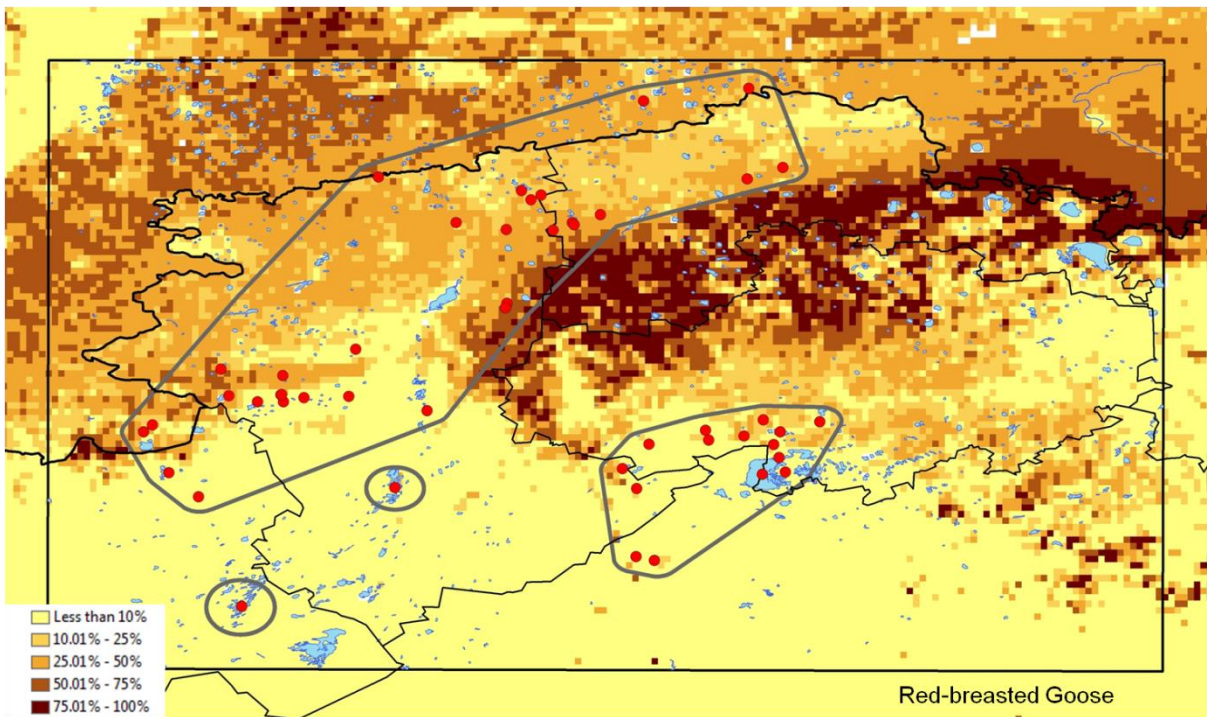 Less than 10%
10.01% - 25%
25.01% - 50%
50.01% - 75%
75.01% - 100%
Red-breasted Goose